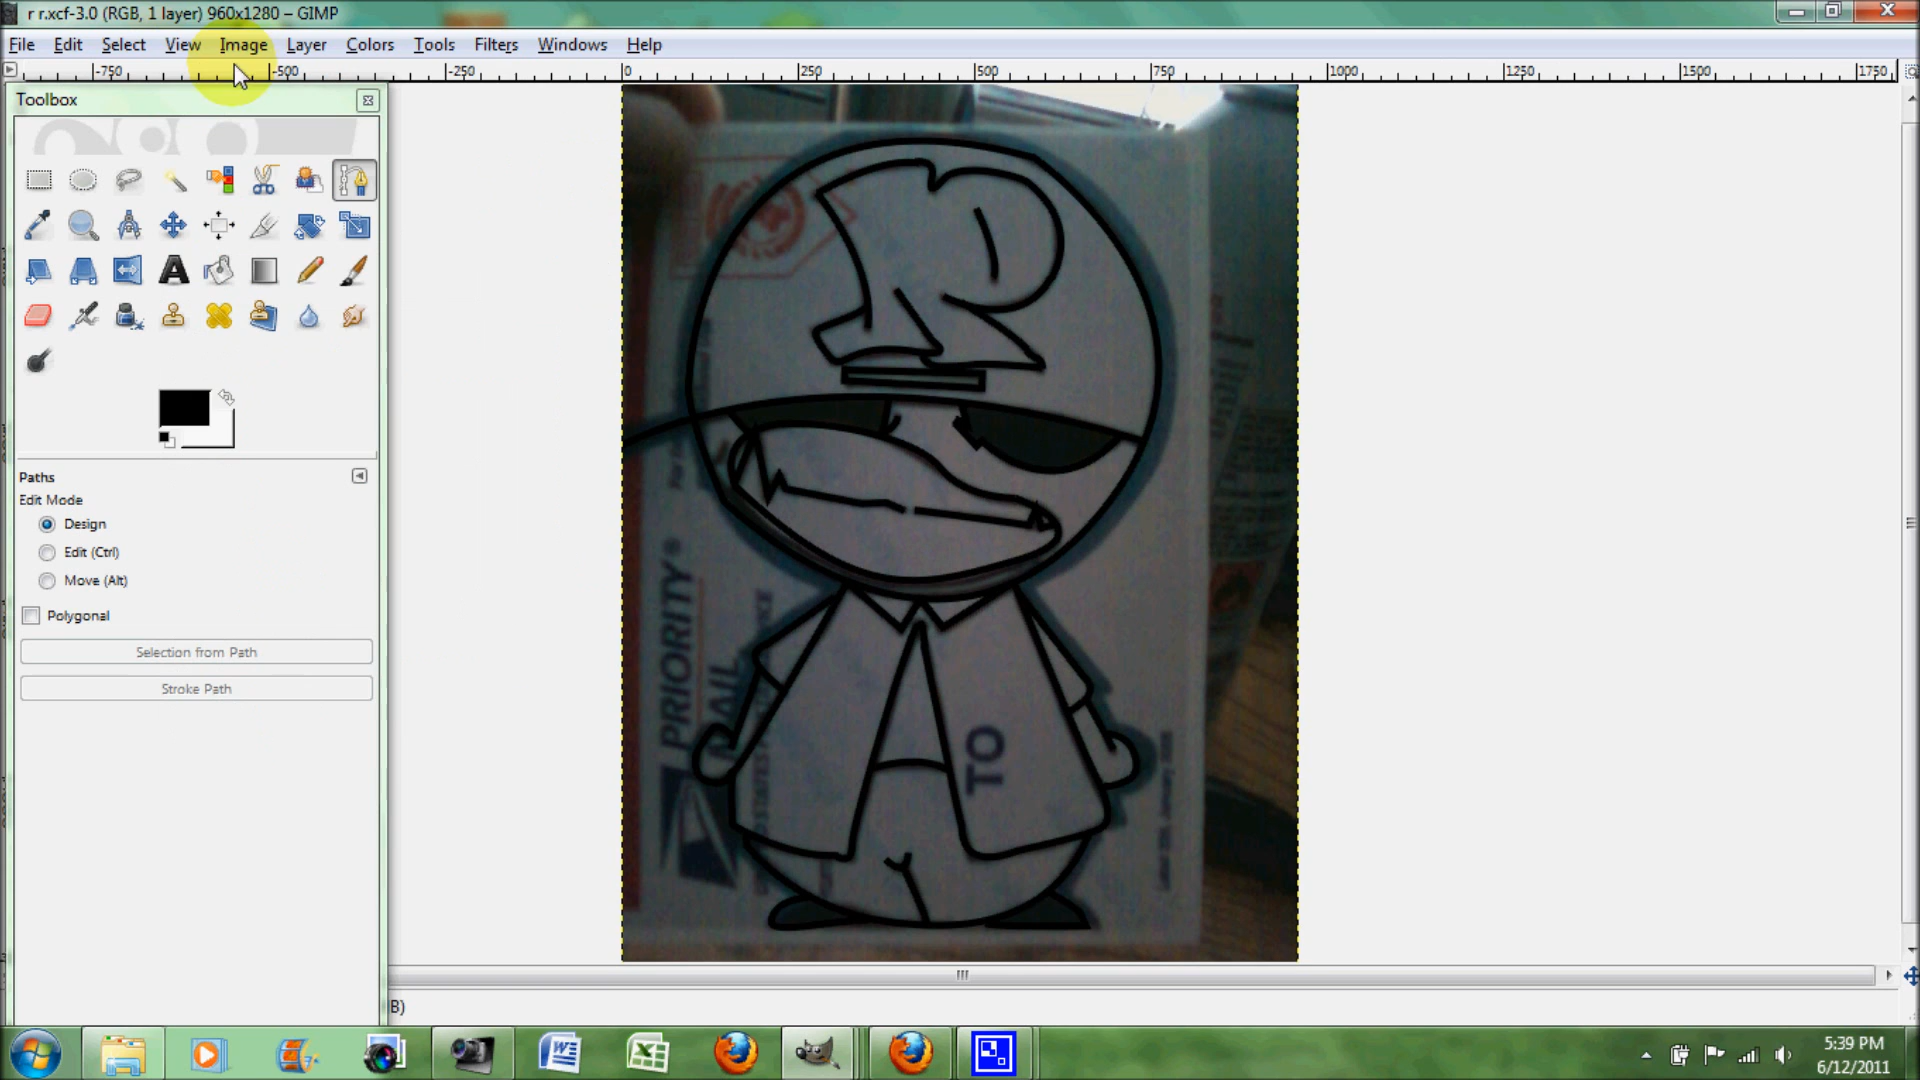 r r.xcf-3.0 (RGB, 1 layer) 960x1280 – GIMP
File Edit Select View Image Layer Colors Tools Filters Windows Help
-750 -500 -250 0 250 500 750 1000 1250 1500 1750
Toolbox
Paths
Edit Mode
Design
Edit (Ctrl)
Move (Alt)
Polygonal
Selection from Path
Stroke Path
R
PRIORITY®
MAIL
TO
B)
5:39 PM
6/12/2011